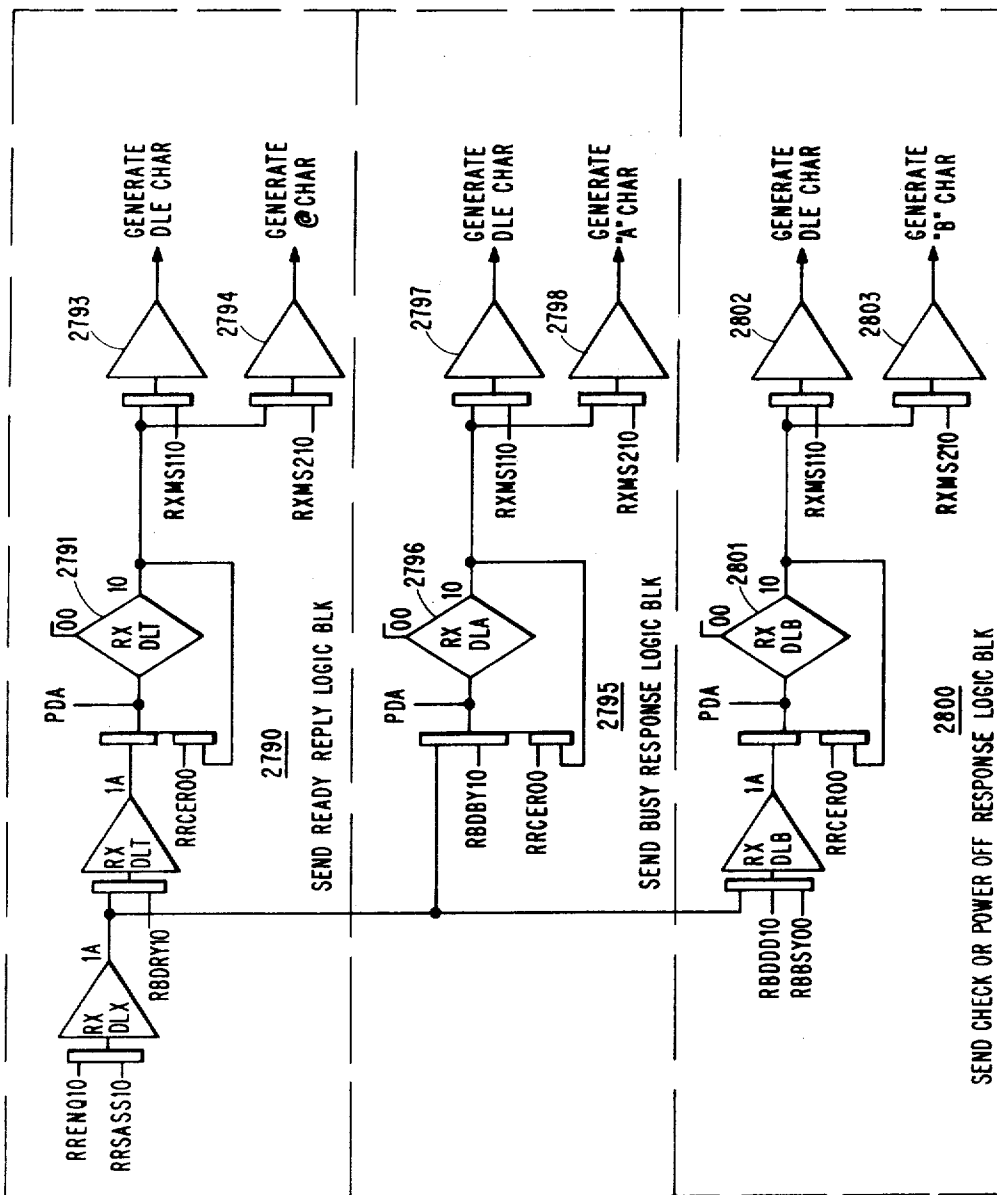 RRENQ10
RRSASS10
RX
DLX
1A
RBDRY10
RX
DLT
1A
RRCER00
PDA
00
RX
DLT
2791
10
RXMS110
RXMS210
2793
2794
GENERATE
DLE CHAR
GENERATE
@CHAR
2790
SEND READY REPLY LOGIC BLK
RBDBY10
RRCER00
PDA
00
RX
DLA
2796
10
RXMS110
RXMS210
2797
2798
GENERATE
DLE CHAR
GENERATE
"A" CHAR
2795
SEND BUSY RESPONSE LOGIC BLK
RBDDD10
RBBSY00
RX
DLB
1A
RRCER00
PDA
00
RX
DLB
2801
10
RXMS110
RXMS210
2802
2803
GENERATE
DLE CHAR
GENERATE
"B" CHAR
2800
SEND CHECK OR POWER OFF RESPONSE LOGIC BLK